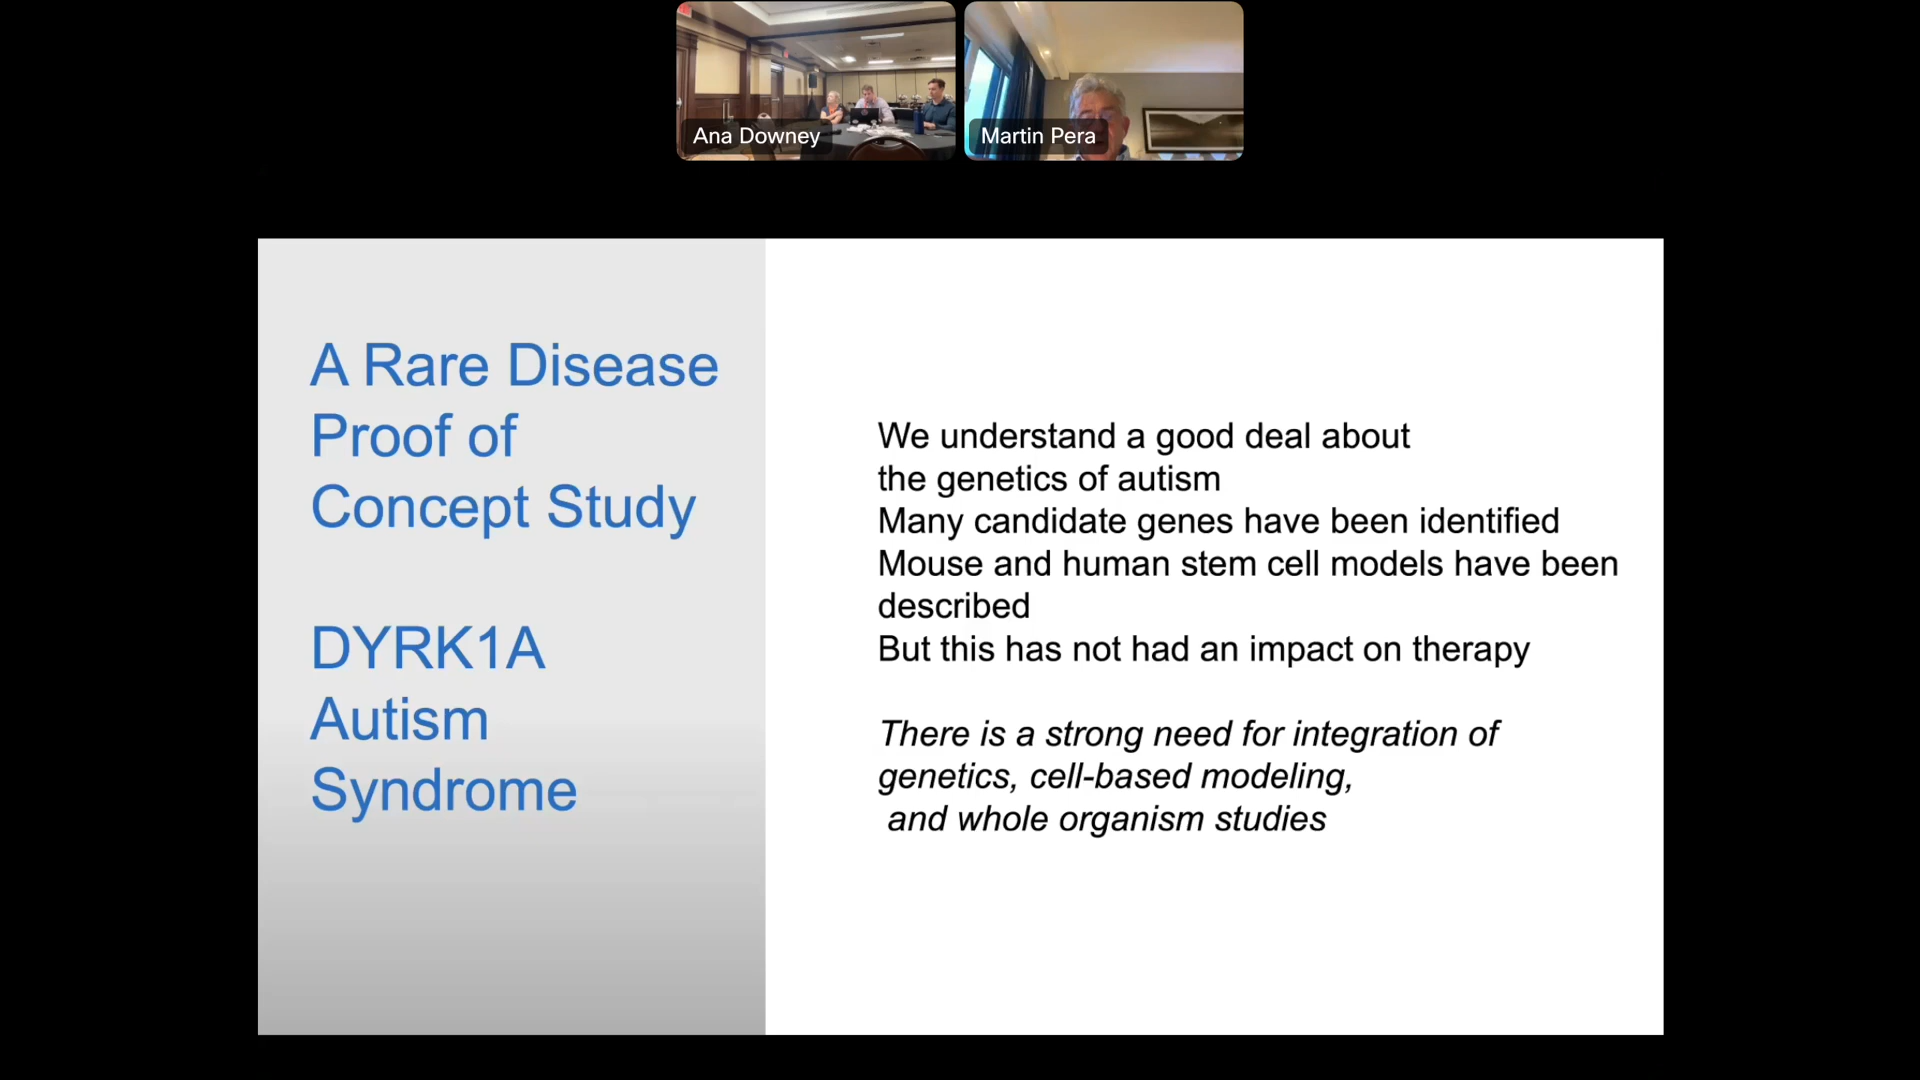 Ana Downey
Martin Pera
A Rare Disease
Proof of
Concept Study
DYRK1A
Autism
Syndrome
We understand a good deal about
the genetics of autism
Many candidate genes have been identified
Mouse and human stem cell models have been
described
But this has not had an impact on therapy
There is a strong need for integration of
genetics, cell-based modeling,
and whole organism studies